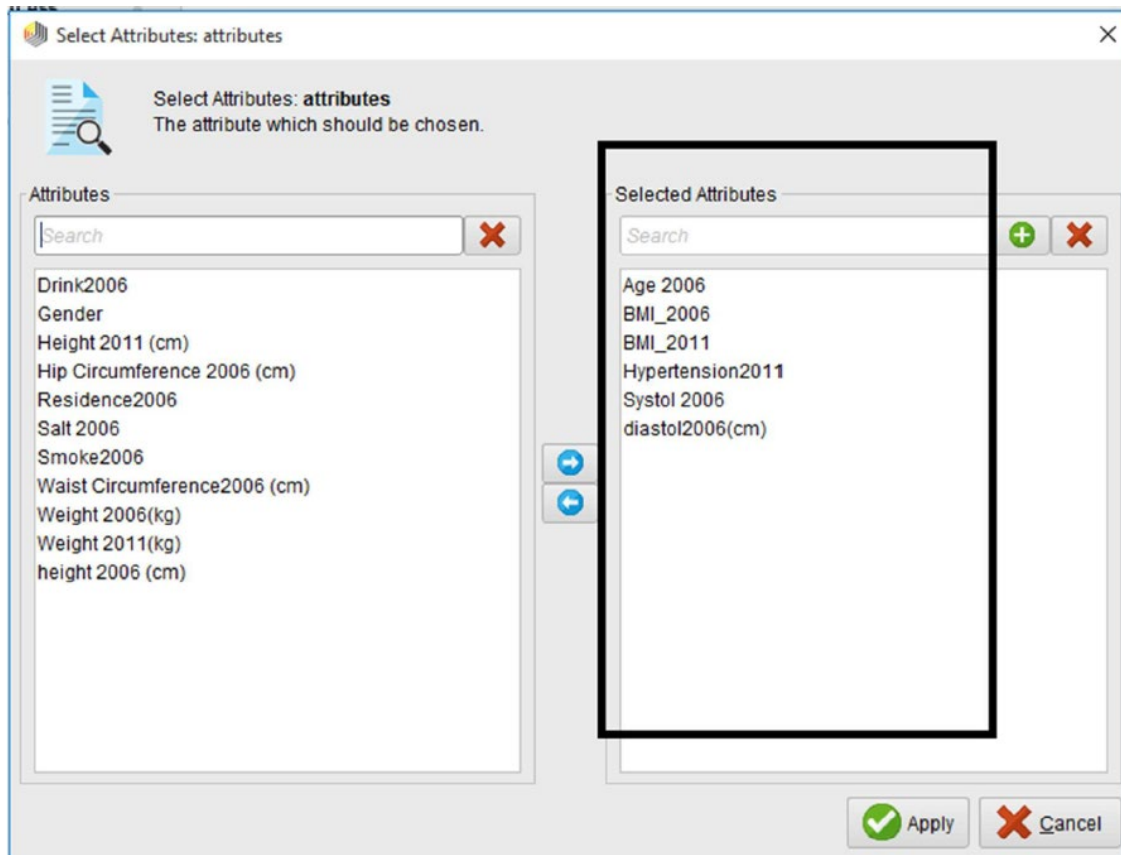 Select Attributes: attributes
Select Attributes: attributes
The attribute which should be chosen.
Attributes
Search
Drink2006
Gender
Height 2011 (cm)
Hip Circumference 2006 (cm)
Residence2006
Salt 2006
Smoke2006
Waist Circumference2006 (cm)
Weight 2006(kg)
Weight 2011(kg)
height 2006 (cm)
Selected Attributes
Search
Age 2006
BMI_2006
BMI_2011
Hypertension2011
Systol 2006
diastol2006(cm)
Apply
Cancel